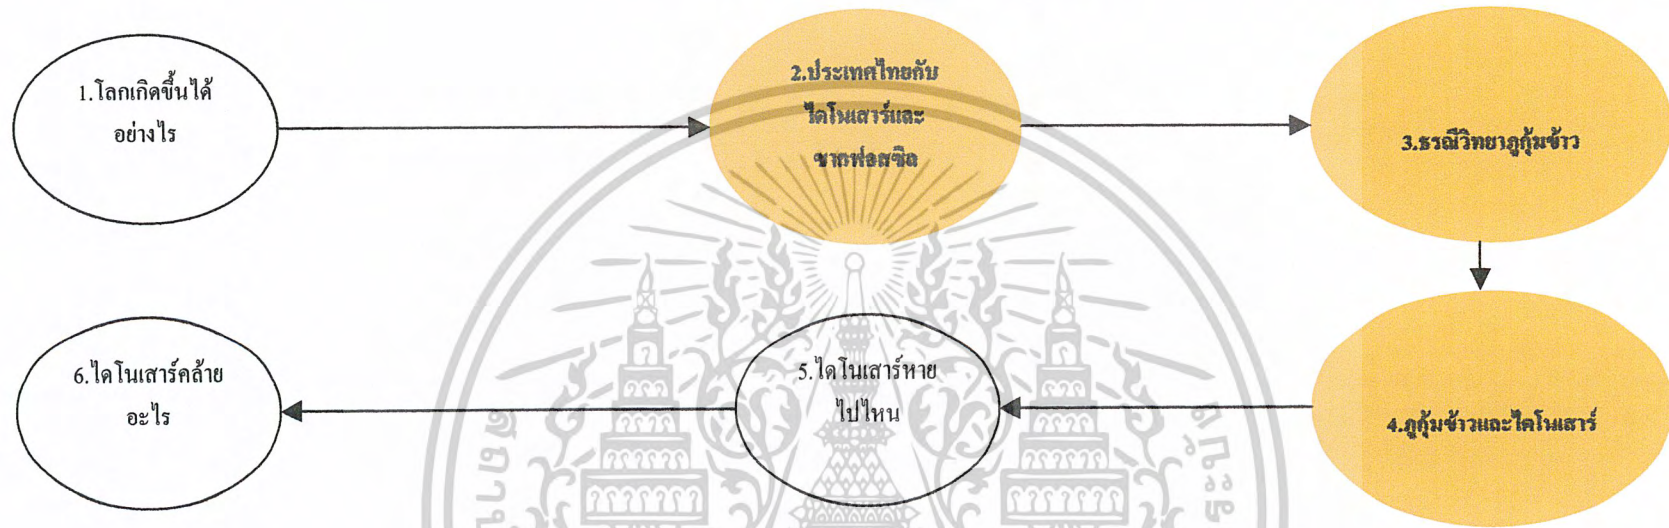 1.โลกเกิดขึ้นได้
อย่างไร
2.ประเทศไทยกับ
ไดโนเสาร์และ
ซากฟอสซิล
3.ธรณีวิทยาภูกุ้มข้าว
4.ภูกุ้มข้าวและไดโนเสาร์
5.ไดโนเสาร์หาย
ไปไหน
6.ไดโนเสาร์คล้าย
อะไร